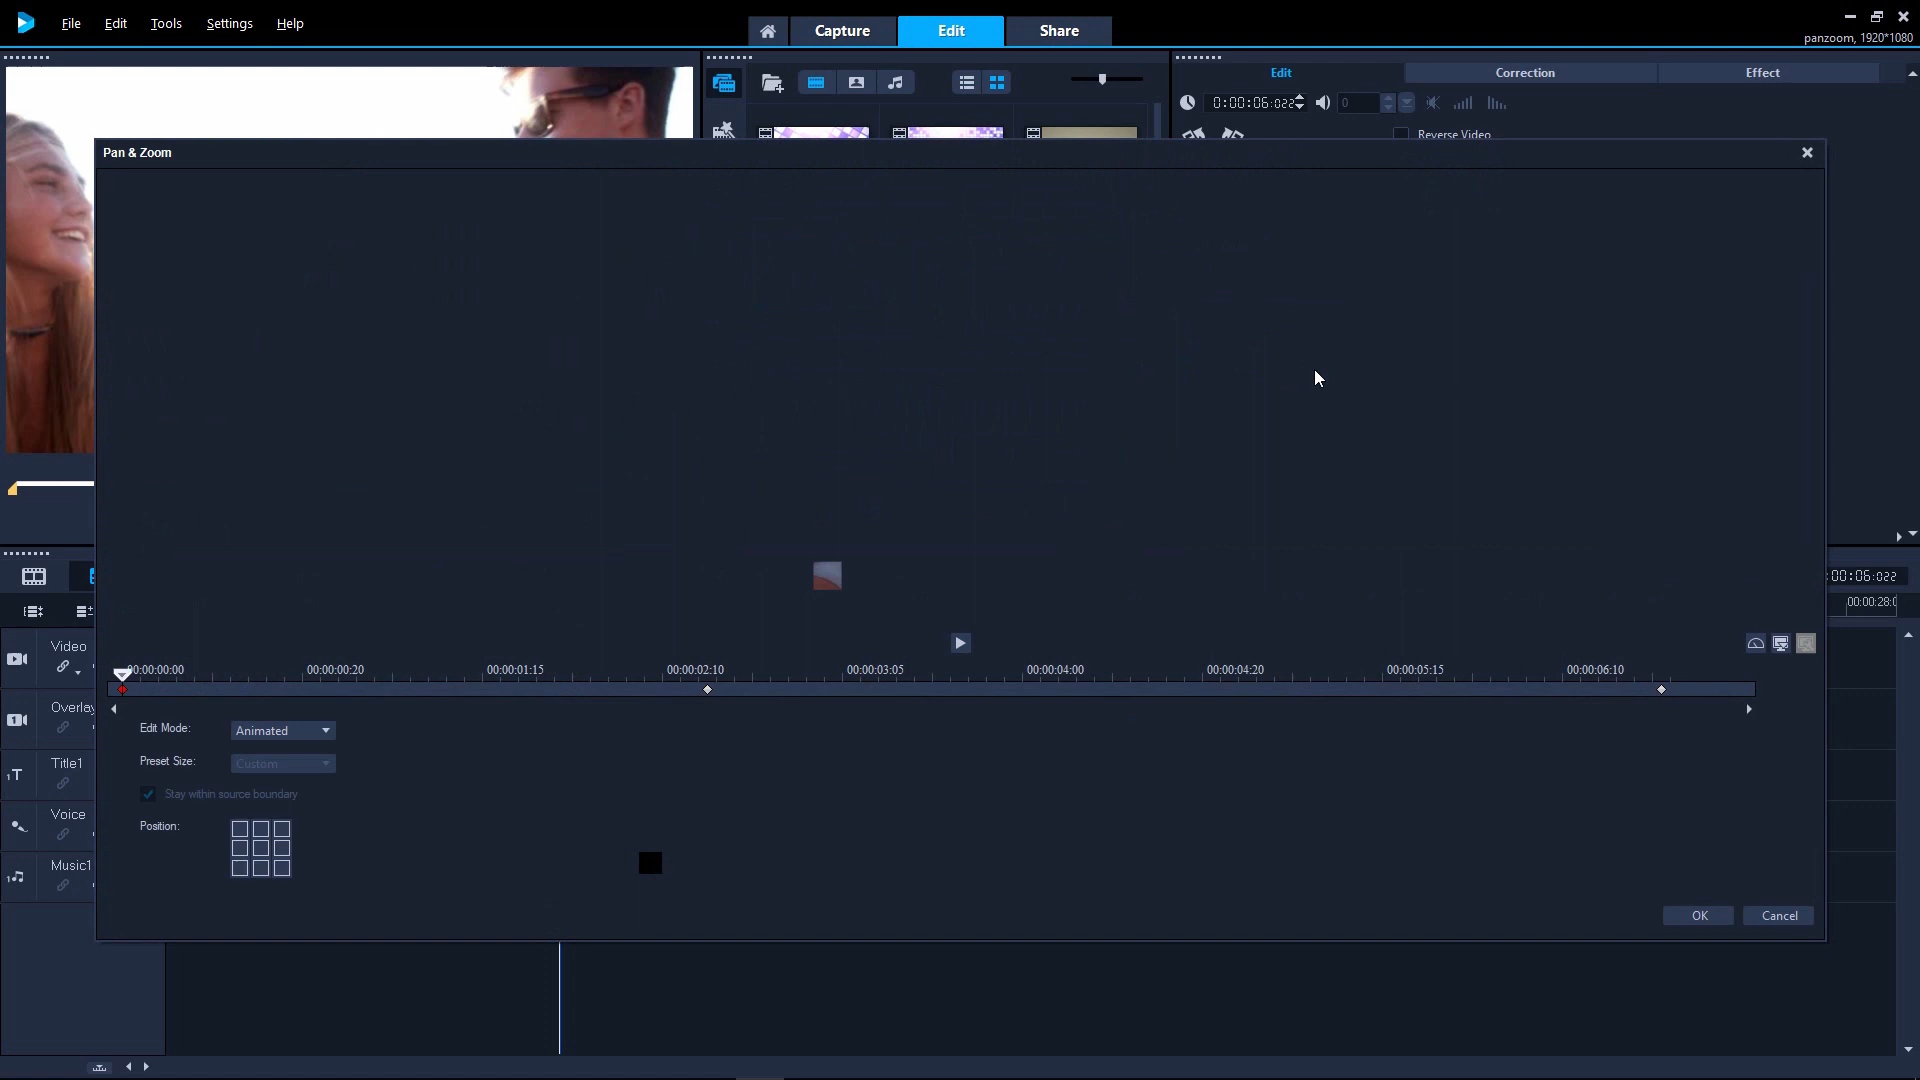 File Edit Tools Settings Help
Capture Edit Share
panzoom, 1920*1080
Edit Correction Effect
0:00:06:022 0
Reverse Video
Pan & Zoom
:00:06:022
00:00:28:0
00:00:00:00 00:00:00:20 00:00:01:15 00:00:02:10 00:00:03:05 00:00:04:00 00:00:04:20 00:00:05:15 00:00:06:10
Video
Overlay
Title1
Voice
Music1
Edit Mode: Animated
Preset Size: Custom
Stay within source boundary
Position:
OK Cancel